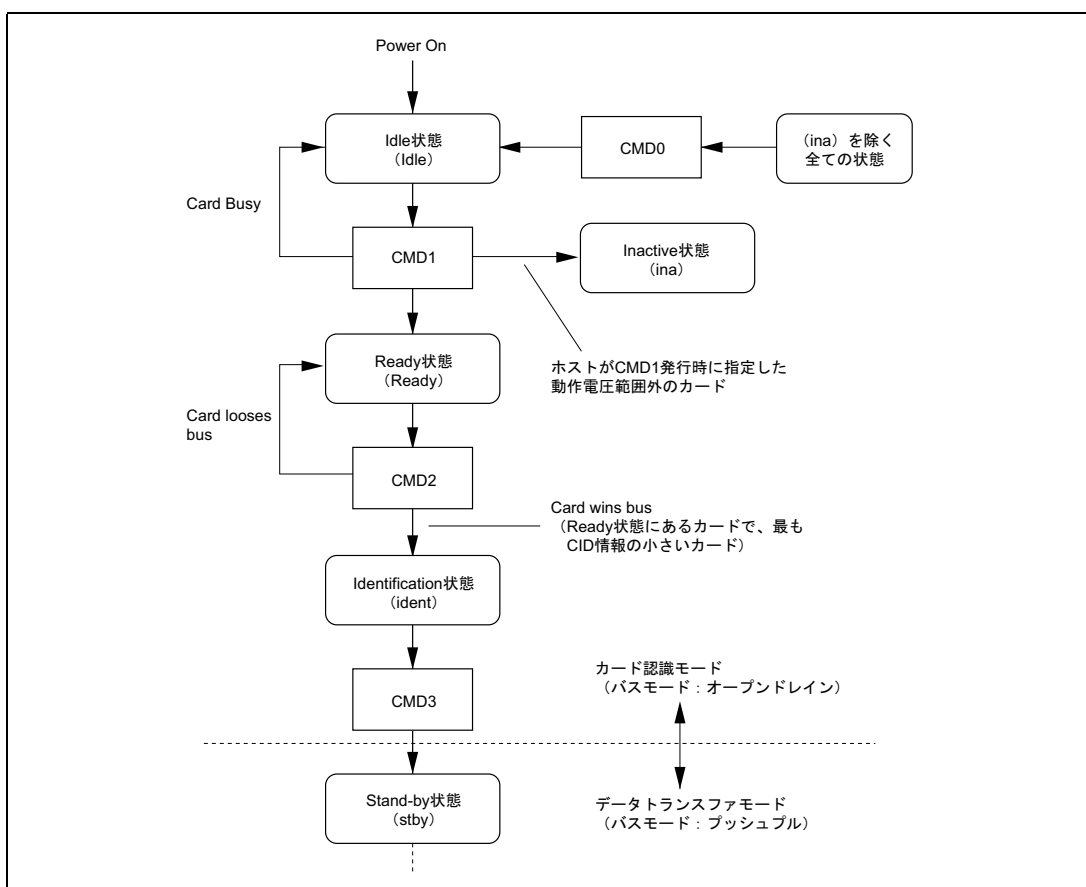 Power On
Idle状態
（Idle）
CMD0
（ina）を除く
全ての状態
Card Busy
CMD1
Inactive状態
（ina）
Ready状態
（Ready）
ホストがCMD1発行時に指定した
動作電圧範囲外のカード
Card looses
bus
CMD2
Card wins bus
（Ready状態にあるカードで、最も
CID情報の小さいカード）
Identification状態
（ident）
CMD3
カード認識モード
（バスモード：オープンドレイン）
Stand-by状態
（stby）
データトランスファモード
（バスモード：プッシュプル）